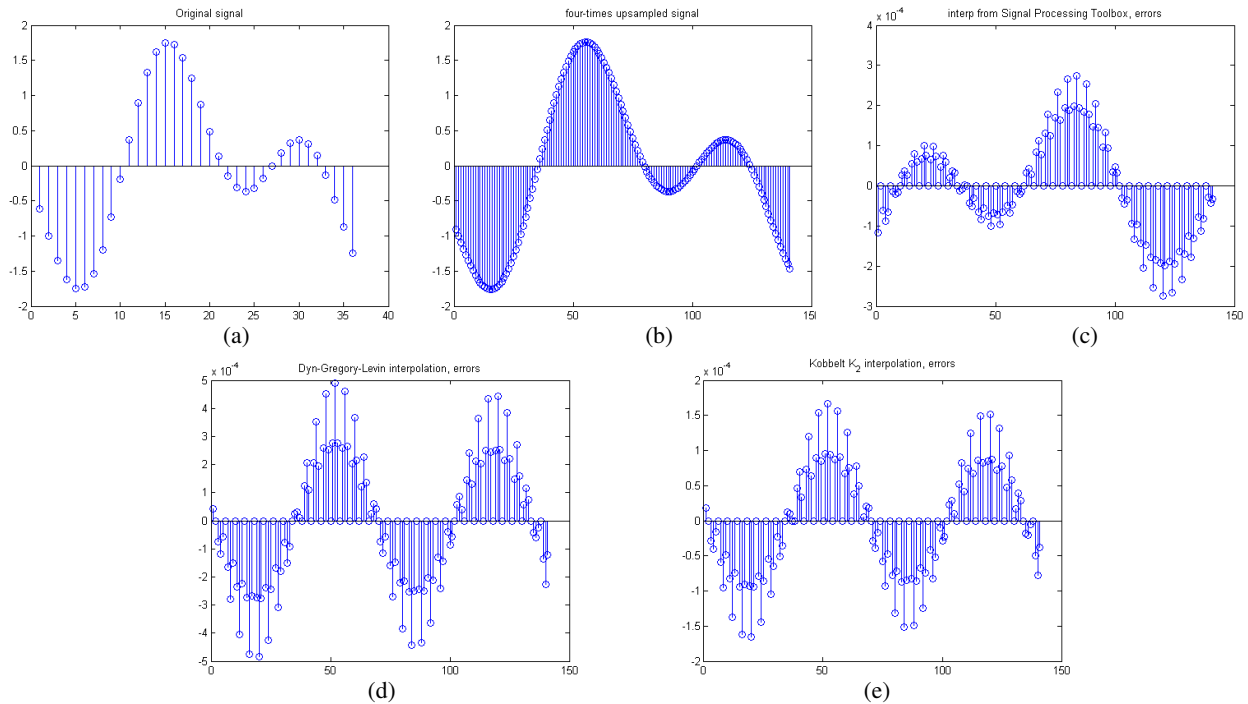 Original signal
2
1.5
1
0.5
0
-0.5
-1
-1.5
-2
0 5 10 15 20 25 30 35 40
(a)
four-times upsampled signal
2
1.5
1
0.5
0
-0.5
-1
-1.5
-2
0 50 100 150
(b)
interp from Signal Processing Toolbox, errors
x 10^-4
4
3
2
1
0
-1
-2
-3
0 50 100 150
(c)
Dyn-Gregory-Levin interpolation, errors
x 10^-4
5
4
3
2
1
0
-1
-2
-3
-4
-5
0 50 100 150
(d)
Kobbelt K_2 interpolation, errors
x 10^-4
2
1.5
1
0.5
0
-0.5
-1
-1.5
-2
0 50 100 150
(e)